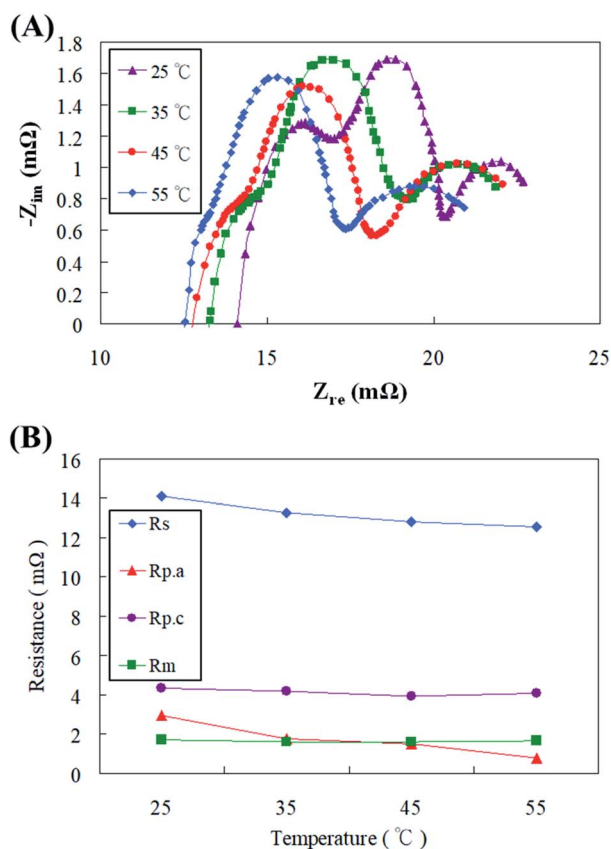 (A)
1.8
1.6
1.4
1.2
1
0.8
0.6
0.4
0.2
0
-Zim (mΩ)
25 ℃
35 ℃
45 ℃
55 ℃
10 15 20 25
Zre (mΩ)
(B)
16
14
12
10
8
6
4
2
0
Resistance ( mΩ )
Rs
Rp.a
Rp.c
Rm
25 35 45 55
Temperature ( ℃ )